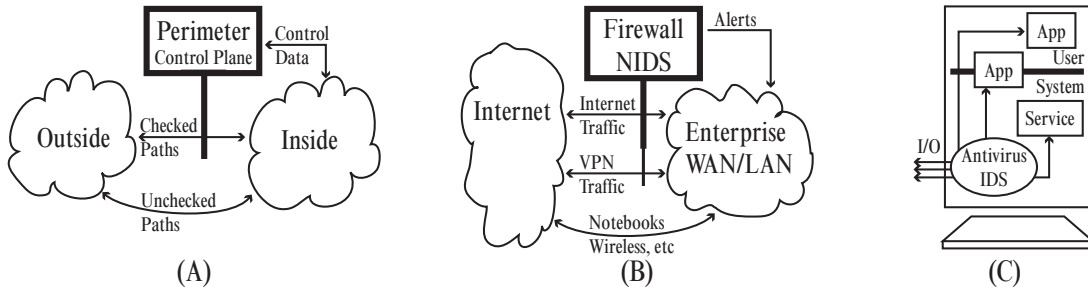 Perimeter
Control Plane
Control
Data
Outside
Checked
Paths
Inside
Unchecked
Paths
(A)
Firewall
NIDS
Alerts
Internet
Internet
Traffic
Enterprise
WAN/LAN
VPN
Traffic
Notebooks
Wireless, etc
(B)
App
User
App
System
Service
I/O
Antivirus
IDS
(C)